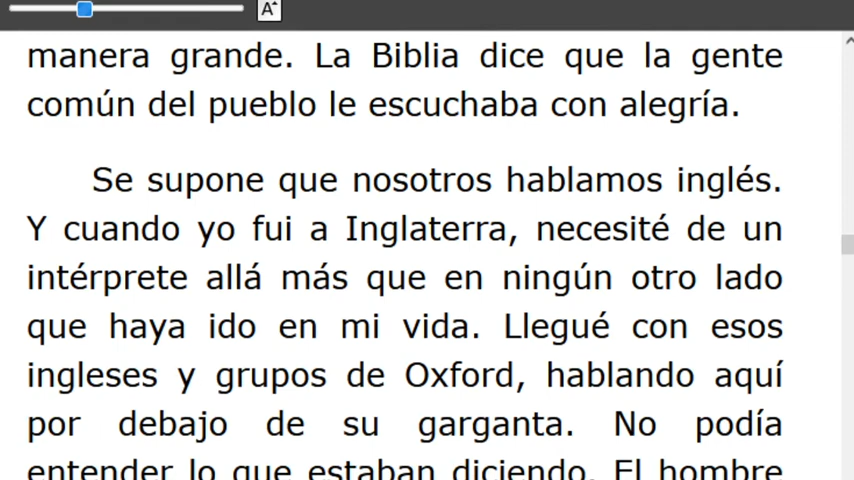 A
manera grande. La Biblia dice que la gente
común del pueblo le escuchaba con alegría.
Se supone que nosotros hablamos inglés.
Y cuando yo fui a Inglaterra, necesité de un
intérprete allá más que en ningún otro lado
que haya ido en mi vida. Llegué con esos
ingleses y grupos de Oxford, hablando aquí
por debajo de su garganta. No podía
entender lo que estaban diciendo. El hombre